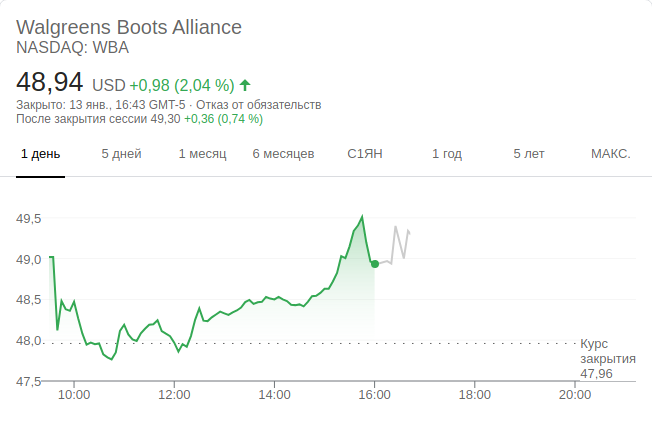 Walgreens Boots Alliance
NASDAQ: WBA
48,94 USD +0,98 (2,04 %)
Закрыто: 13 янв., 16:43 GMT-5 · Отказ от обязательств
После закрытия сессии 49,30 +0,36 (0,74 %)
1 день 5 дней 1 месяц 6 месяцев С1ЯН 1 год 5 лет МАКС.
49,5
49,0
48,5
48,0
Курс
закрытия
47,96
47,5
10:00 12:00 14:00 16:00 18:00 20:00